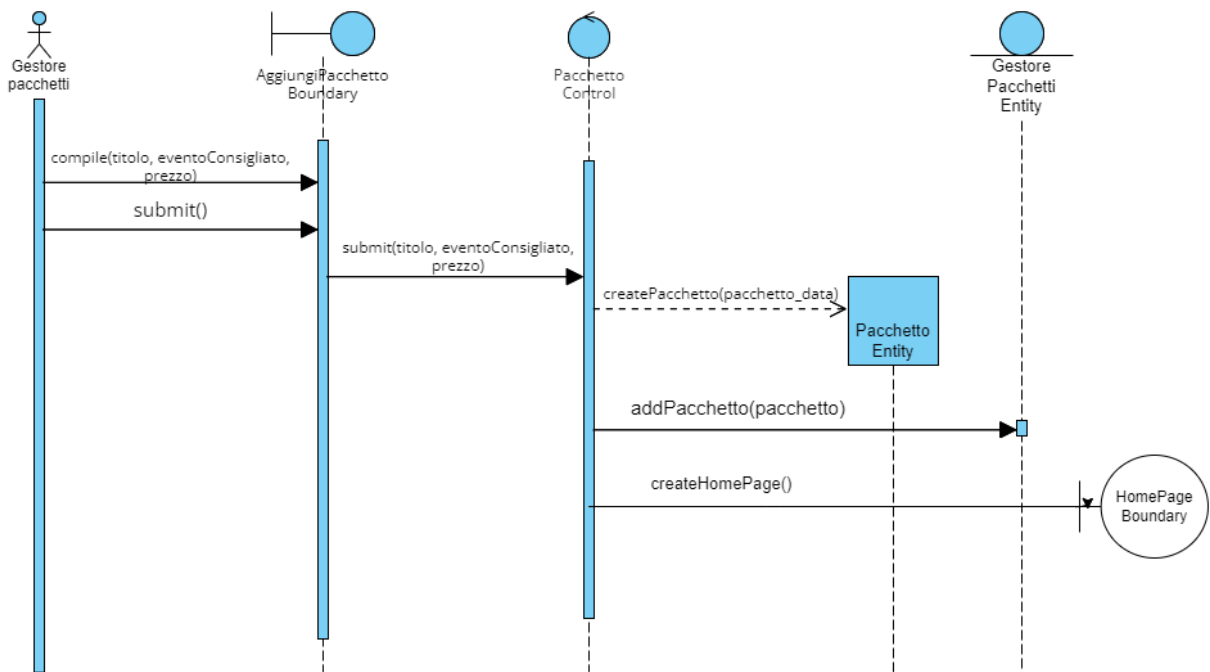 Gestore
pacchetti
AggiungiPacchetto
Boundary
Pacchetto
Control
Gestore
Pacchetti
Entity
compile(titolo, eventoConsigliato,
prezzo)
submit()
submit(titolo, eventoConsigliato,
prezzo)
createPacchetto(pacchetto_data)
Pacchetto
Entity
addPacchetto(pacchetto)
createHomePage()
HomePage
Boundary